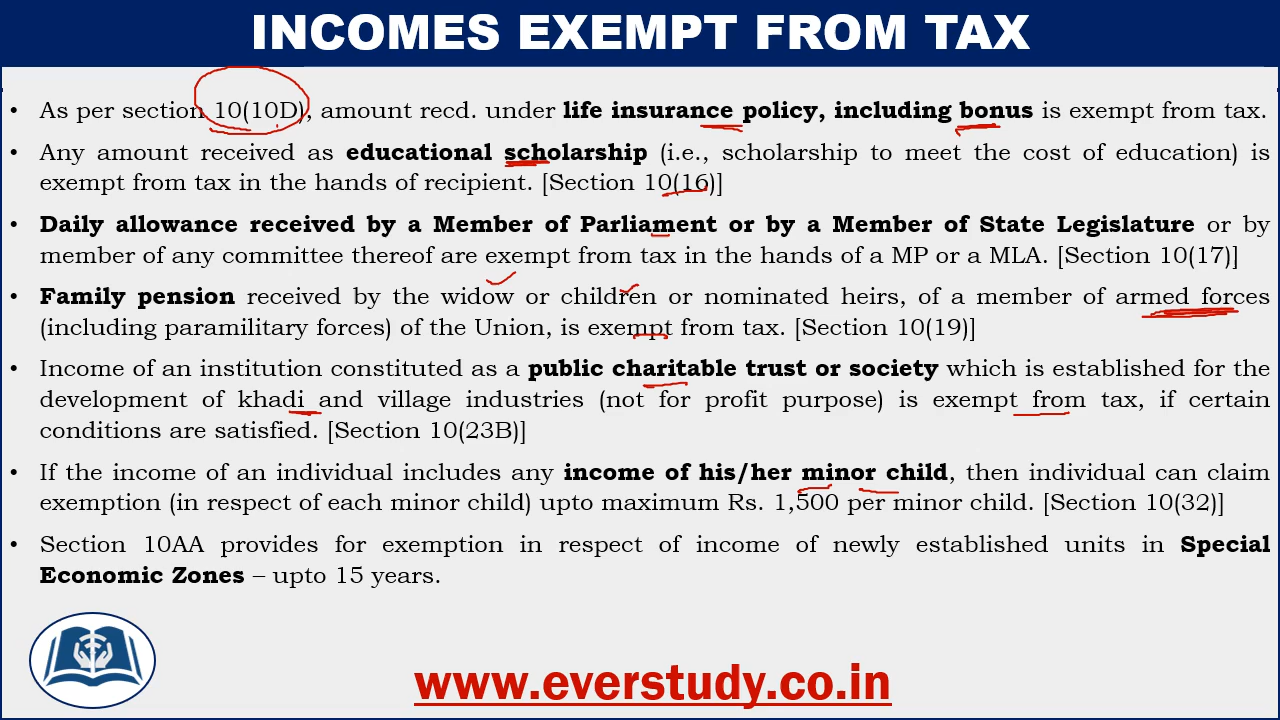 INCOMES EXEMPT FROM TAX
• As per section 10(10D), amount recd. under life insurance policy, including bonus is exempt from tax.
• Any amount received as educational scholarship (i.e., scholarship to meet the cost of education) is
exempt from tax in the hands of recipient. [Section 10(16)]
• Daily allowance received by a Member of Parliament or by a Member of State Legislature or by
member of any committee thereof are exempt from tax in the hands of a MP or a MLA. [Section 10(17)]
• Family pension received by the widow or children or nominated heirs, of a member of armed forces
(including paramilitary forces) of the Union, is exempt from tax. [Section 10(19)]
• Income of an institution constituted as a public charitable trust or society which is established for the
development of khadi and village industries (not for profit purpose) is exempt from tax, if certain
conditions are satisfied. [Section 10(23B)]
• If the income of an individual includes any income of his/her minor child, then individual can claim
exemption (in respect of each minor child) upto maximum Rs. 1,500 per minor child. [Section 10(32)]
• Section 10AA provides for exemption in respect of income of newly established units in Special
Economic Zones – upto 15 years.
www.everstudy.co.in